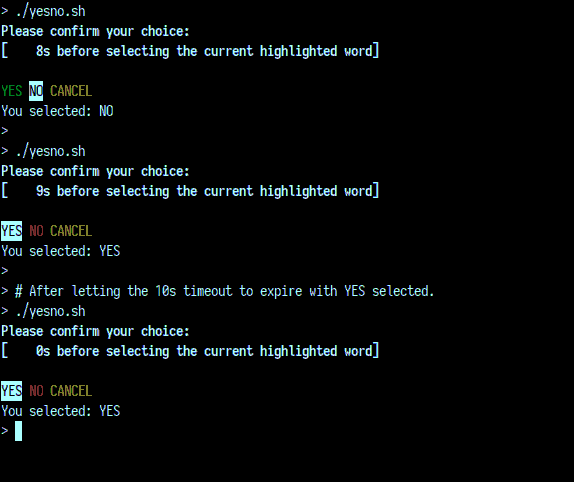 > ./yesno.sh
Please confirm your choice:
[    8s before selecting the current highlighted word]
YES NO CANCEL
You selected: NO
>
> ./yesno.sh
Please confirm your choice:
[    9s before selecting the current highlighted word]
YES NO CANCEL
You selected: YES
>
> # After letting the 10s timeout to expire with YES selected.
> ./yesno.sh
Please confirm your choice:
[    0s before selecting the current highlighted word]
YES NO CANCEL
You selected: YES
>